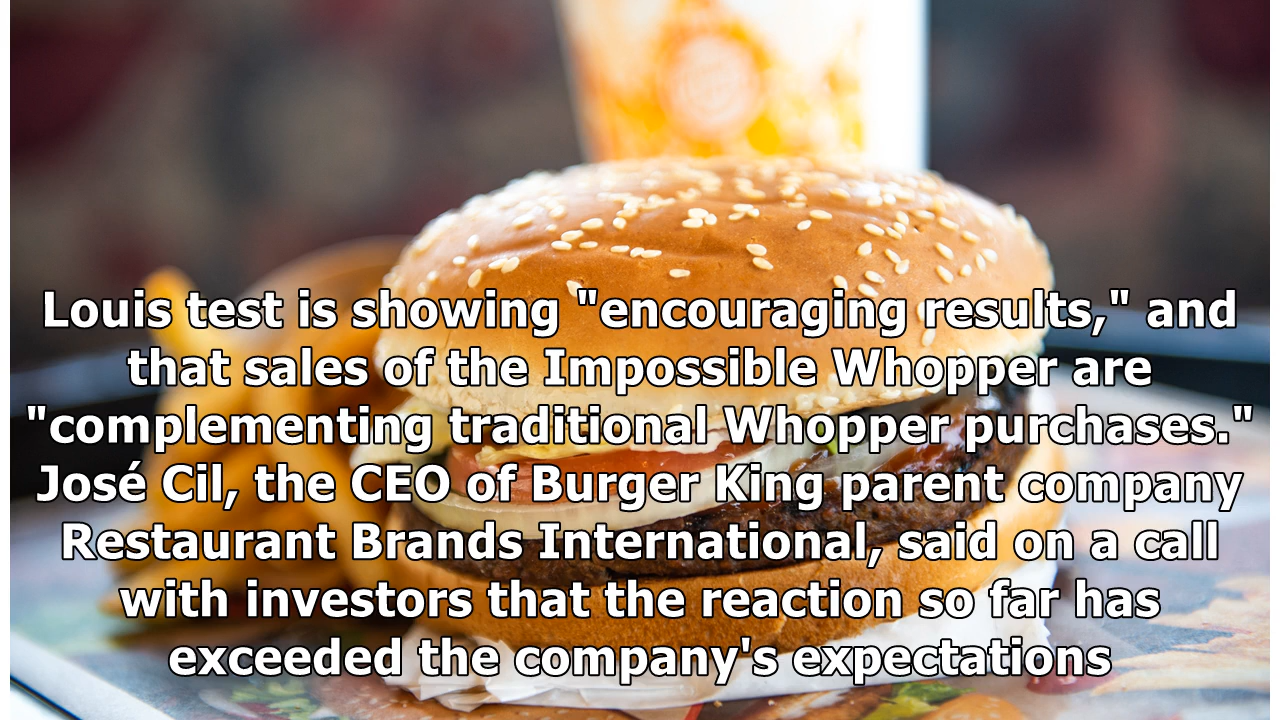 Louis test is showing "encouraging results," and
that sales of the Impossible Whopper are
"complementing traditional Whopper purchases."
José Cil, the CEO of Burger King parent company
Restaurant Brands International, said on a call
with investors that the reaction so far has
exceeded the company's expectations